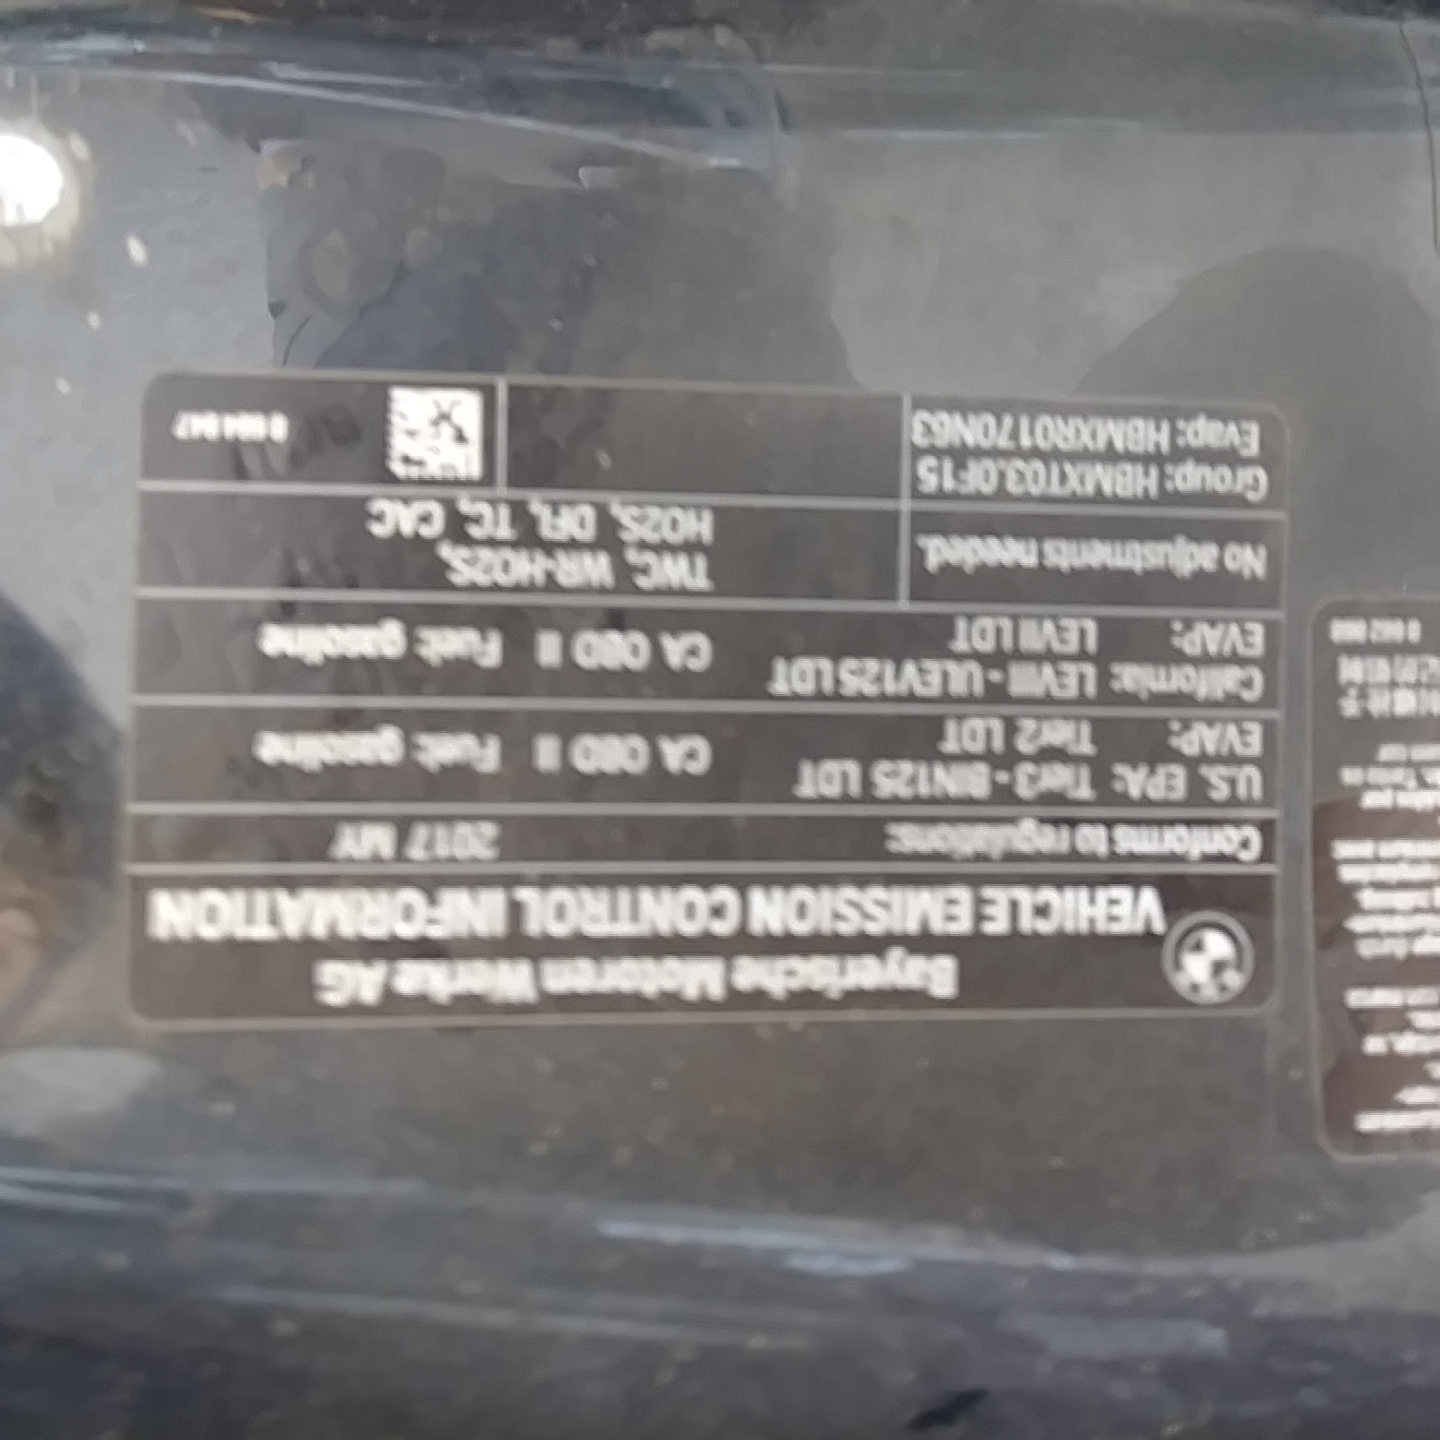 Bayerische Motoren Werke AG
VEHICLE EMISSION CONTROL INFORMATION
Conforms to regulations: 2017 MY
U.S. EPA: Tier3 - BIN125 LDT CA OBD II Fuel: gasoline
EVAP: Tier2 LDT
California: LEVIII - ULEV125 LDT CA OBD II Fuel: gasoline
EVAP: LEVII LDT
No adjustments needed.
TWC, WR-HO2S,
HO2S, DFI, TC, CAC
Group: HBMXT03.0F15
Evap: HBMXR0170N63